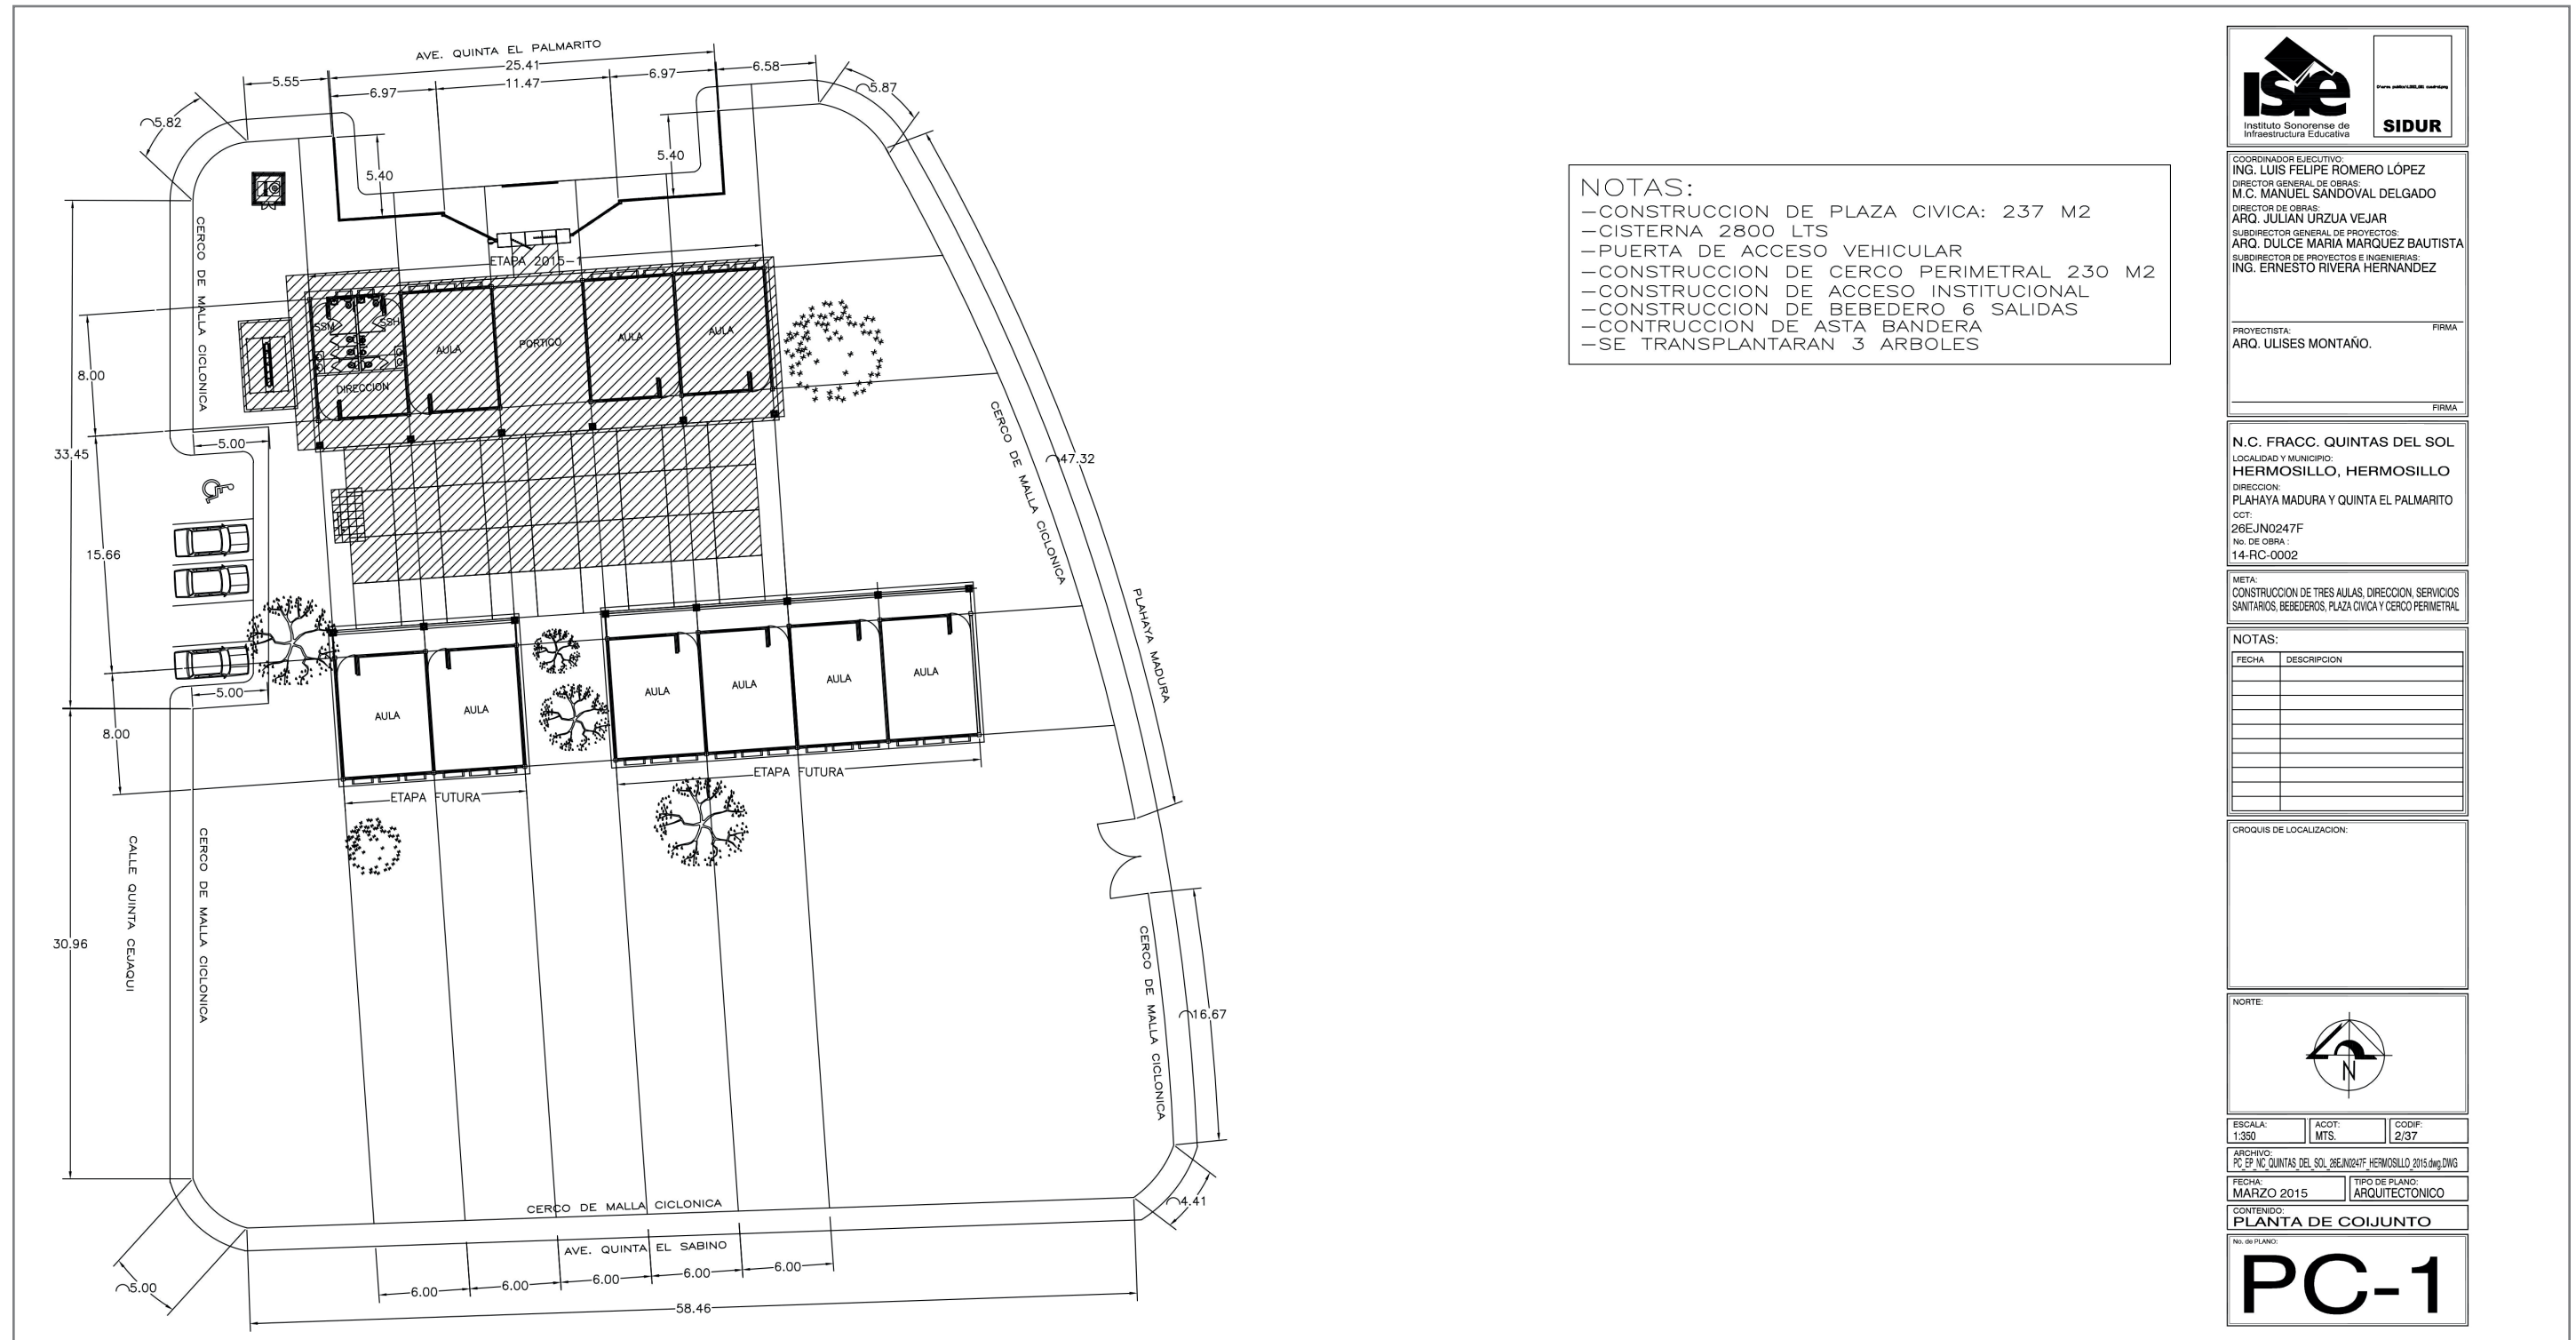 AVE. QUINTA EL PALMARITO
25.41
5.55
6.97
11.47
6.97
6.58
5.87
5.82
5.40
5.40
CERCO DE MALLA CICLONICA
ETAPA 2015-1
SSM
SSH
AULA
PORTICO
AULA
AULA
DIRECCION
8.00
33.45
5.00
15.66
5.00
8.00
CERCO DE MALLA CICLONICA
47.32
PLAHAYA MADURA
AULA
AULA
AULA
AULA
AULA
AULA
ETAPA FUTURA
ETAPA FUTURA
CALLE QUINTA CEJAQUI
CERCO DE MALLA CICLONICA
30.96
CERCO DE MALLA CICLONICA
16.67
4.41
CERCO DE MALLA CICLONICA
AVE. QUINTA EL SABINO
5.00
6.00
6.00
6.00
6.00
6.00
58.46
NOTAS:
-CONSTRUCCION DE PLAZA CIVICA: 237 M2
-CISTERNA 2800 LTS
-PUERTA DE ACCESO VEHICULAR
-CONSTRUCCION DE CERCO PERIMETRAL 230 M2
-CONSTRUCCION DE ACCESO INSTITUCIONAL
-CONSTRUCCION DE BEBEDERO 6 SALIDAS
-CONTRUCCION DE ASTA BANDERA
-SE TRANSPLANTARAN 3 ARBOLES
isie
Instituto Sonorense de
Infraestructura Educativa
SIDUR
COORDINADOR EJECUTIVO:
ING. LUIS FELIPE ROMERO LÓPEZ
DIRECTOR GENERAL DE OBRAS:
M.C. MANUEL SANDOVAL DELGADO
DIRECTOR DE OBRAS:
ARQ. JULIAN URZUA VEJAR
SUBDIRECTOR GENERAL DE PROYECTOS:
ARQ. DULCE MARIA MARQUEZ BAUTISTA
SUBDIRECTOR DE PROYECTOS E INGENIERIAS:
ING. ERNESTO RIVERA HERNANDEZ
FIRMA
PROYECTISTA:
ARQ. ULISES MONTAÑO.
FIRMA
N.C. FRACC. QUINTAS DEL SOL
LOCALIDAD Y MUNICIPIO:
HERMOSILLO, HERMOSILLO
DIRECCION:
PLAHAYA MADURA Y QUINTA EL PALMARITO
CCT:
26EJN0247F
No. DE OBRA :
14-RC-0002
META:
CONSTRUCCION DE TRES AULAS, DIRECCION, SERVICIOS
SANITARIOS, BEBEDEROS, PLAZA CIVICA Y CERCO PERIMETRAL
NOTAS:
FECHA DESCRIPCION
CROQUIS DE LOCALIZACION:
NORTE:
N
ESCALA: ACOT: CODIF:
1:350 MTS. 2/37
ARCHIVO:
PC_EP_NC_QUINTAS_DEL_SOL_26EJN0247F_HERMOSILLO_2015.dwg.DWG
FECHA: TIPO DE PLANO:
MARZO 2015 ARQUITECTONICO
CONTENIDO:
PLANTA DE COIJUNTO
No. de PLANO:
PC-1